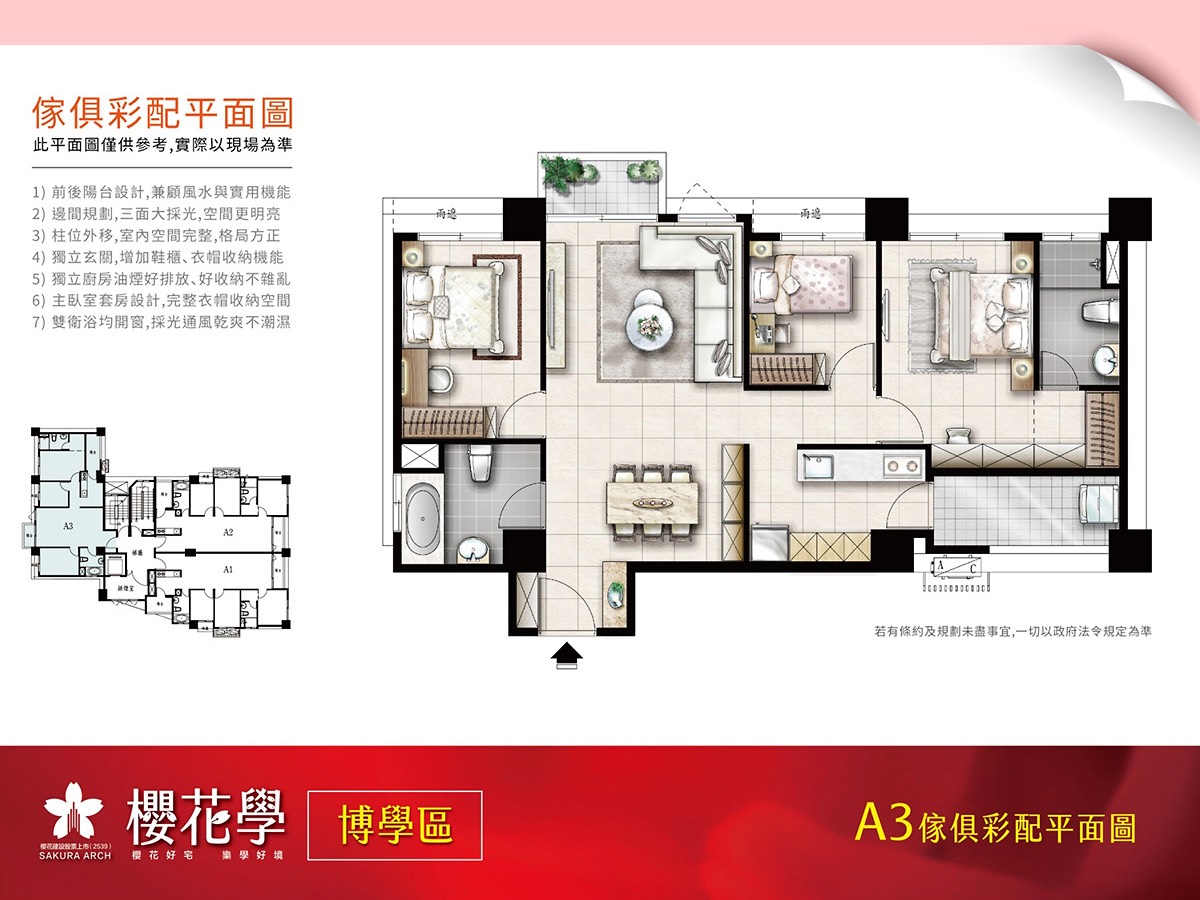 傢俱彩配平面圖
此平面圖僅供參考,實際以現場為準
1) 前後陽台設計,兼顧風水與實用機能
2) 邊間規劃,三面大採光,空間更明亮
3) 柱位外移,室內空間完整,格局方正
4) 獨立玄關,增加鞋櫃、衣帽收納機能
5) 獨立廚房油煙好排放、好收納不雜亂
6) 主臥室套房設計,完整衣帽收納空間
7) 雙衛浴均開窗,採光通風乾爽不潮濕
雨遮
雨遮
A3
A2
A1
梯廳
排煙室
A C
若有條約及規劃未盡事宜,一切以政府法令規定為準
櫻花建設股票上市(2539)
SAKURA ARCH
櫻花學
櫻花好宅 樂學好境
博學區
A3傢俱彩配平面圖